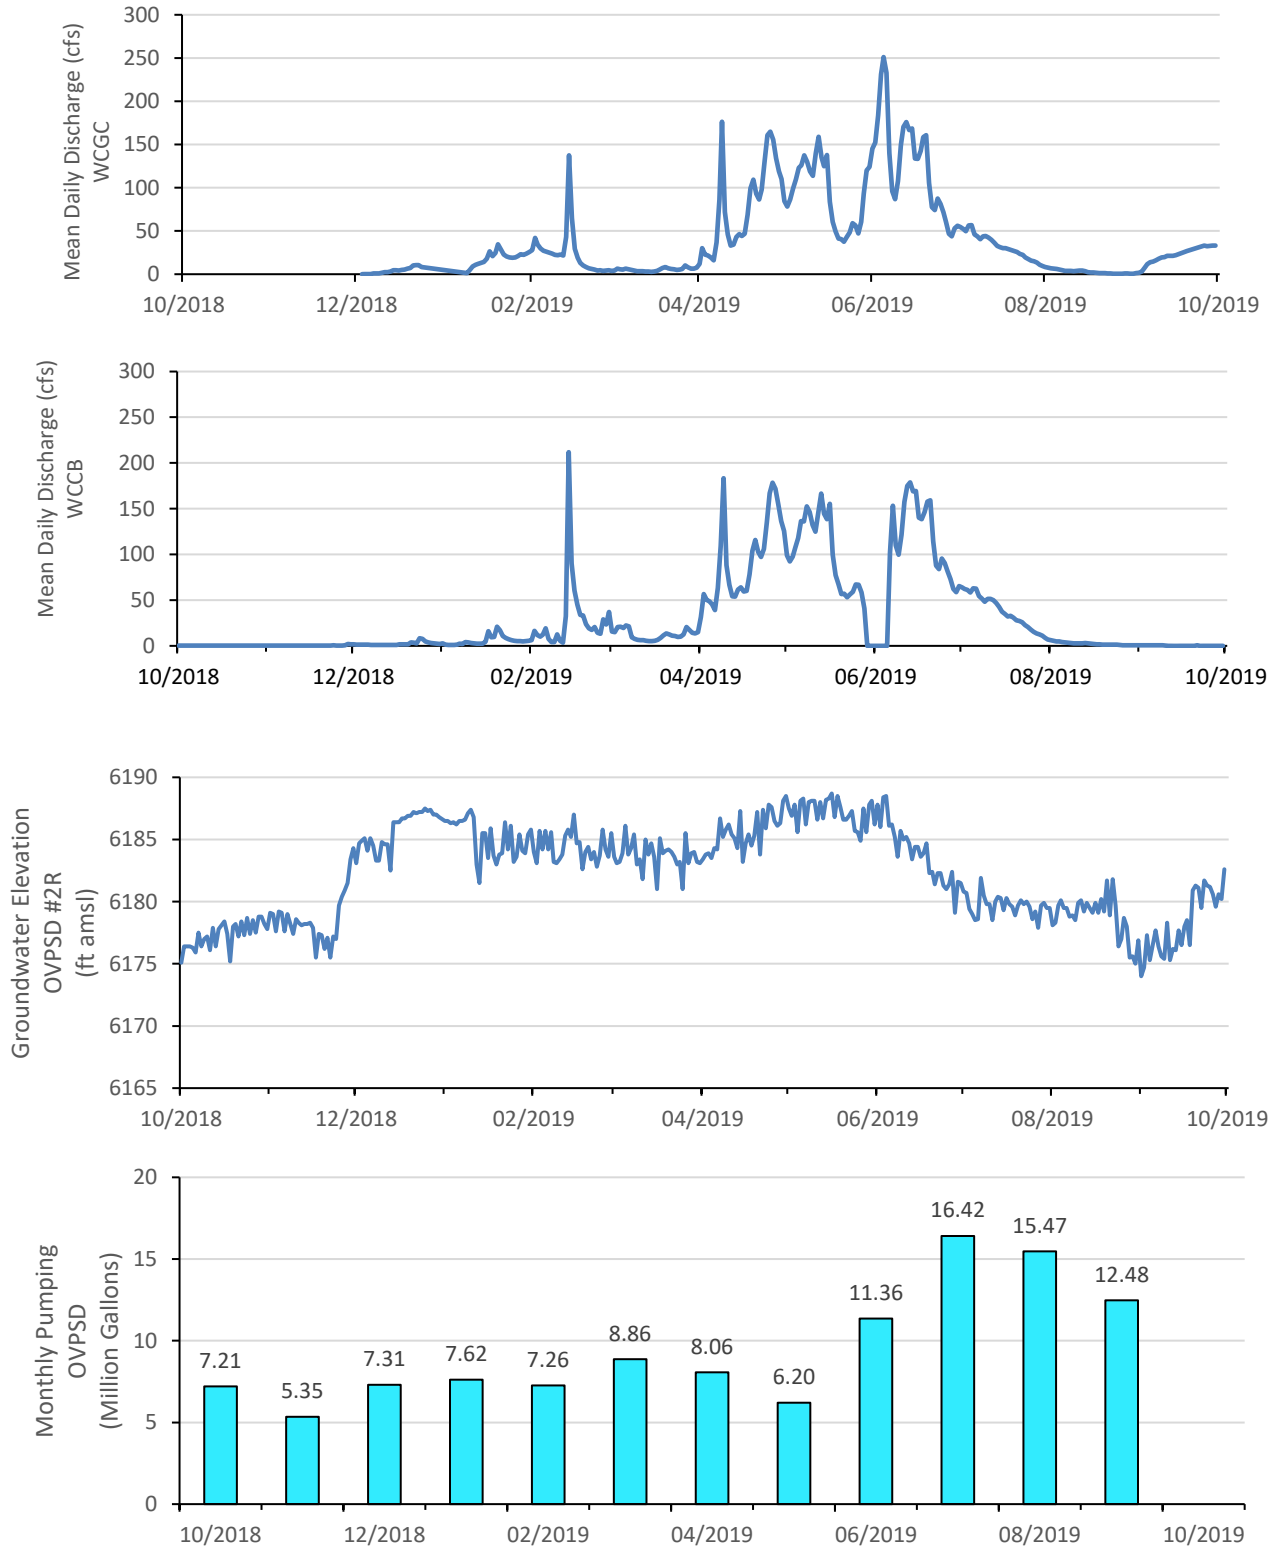 Mean Daily Discharge (cfs)
WCGC
300
250
200
150
100
50
0
10/2018 12/2018 02/2019 04/2019 06/2019 08/2019 10/2019
Mean Daily Discharge (cfs)
WCCB
300
250
200
150
100
50
0
10/2018 12/2018 02/2019 04/2019 06/2019 08/2019 10/2019
Groundwater Elevation
OVPSD #2R
(ft amsl)
6190
6185
6180
6175
6170
6165
10/2018 12/2018 02/2019 04/2019 06/2019 08/2019 10/2019
Monthly Pumping
OVPSD
(Million Gallons)
20
15
10
5
0
7.21
5.35
7.31
7.62
7.26
8.86
8.06
6.20
11.36
16.42
15.47
12.48
10/2018 12/2018 02/2019 04/2019 06/2019 08/2019 10/2019